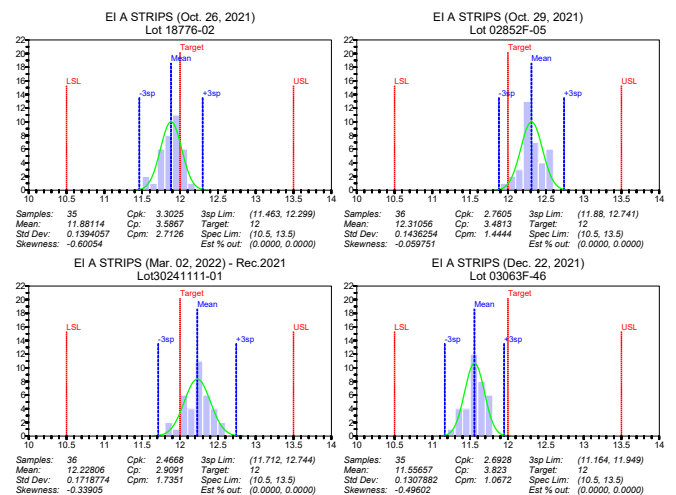 EI A STRIPS (Oct. 26, 2021)
Lot 18776-02
22
20
18
16
14
12
10
8
6
4
2
0
LSL
-3sp
Mean
Target
+3sp
USL
10 10.5 11 11.5 12 12.5 13 13.5 14
Samples: 35 Cpk: 3.3025 3sp Lim: (11.463, 12.299)
Mean: 11.88114 Cp: 3.5867 Target: 12
Std Dev: 0.1394057 Cpm: 2.7126 Spec Lim: (10.5, 13.5)
Skewness: -0.60054 Est % out: (0.0000, 0.0000)
EI A STRIPS (Oct. 29, 2021)
Lot 02852F-05
22
20
18
16
14
12
10
8
6
4
2
0
LSL
-3sp
Target
Mean
+3sp
USL
10 10.5 11 11.5 12 12.5 13 13.5 14
Samples: 36 Cpk: 2.7605 3sp Lim: (11.88, 12.741)
Mean: 12.31056 Cp: 3.4813 Target: 12
Std Dev: 0.1436254 Cpm: 1.4444 Spec Lim: (10.5, 13.5)
Skewness: -0.059751 Est % out: (0.0000, 0.0000)
EI A STRIPS (Mar. 02, 2022) - Rec.2021
Lot30241111-01
22
20
18
16
14
12
10
8
6
4
2
0
LSL
-3sp
Target
Mean
+3sp
USL
10 10.5 11 11.5 12 12.5 13 13.5 14
Samples: 36 Cpk: 2.4668 3sp Lim: (11.712, 12.744)
Mean: 12.22806 Cp: 2.9091 Target: 12
Std Dev: 0.1718774 Cpm: 1.7351 Spec Lim: (10.5, 13.5)
Skewness: -0.33905 Est % out: (0.0000, 0.0000)
EI A STRIPS (Dec. 22, 2021)
Lot 03063F-46
22
20
18
16
14
12
10
8
6
4
2
0
LSL
-3sp
Mean
Target
+3sp
USL
10 10.5 11 11.5 12 12.5 13 13.5 14
Samples: 35 Cpk: 2.6928 3sp Lim: (11.164, 11.949)
Mean: 11.55657 Cp: 3.823 Target: 12
Std Dev: 0.1307882 Cpm: 1.0672 Spec Lim: (10.5, 13.5)
Skewness: -0.49602 Est % out: (0.0000, 0.0000)